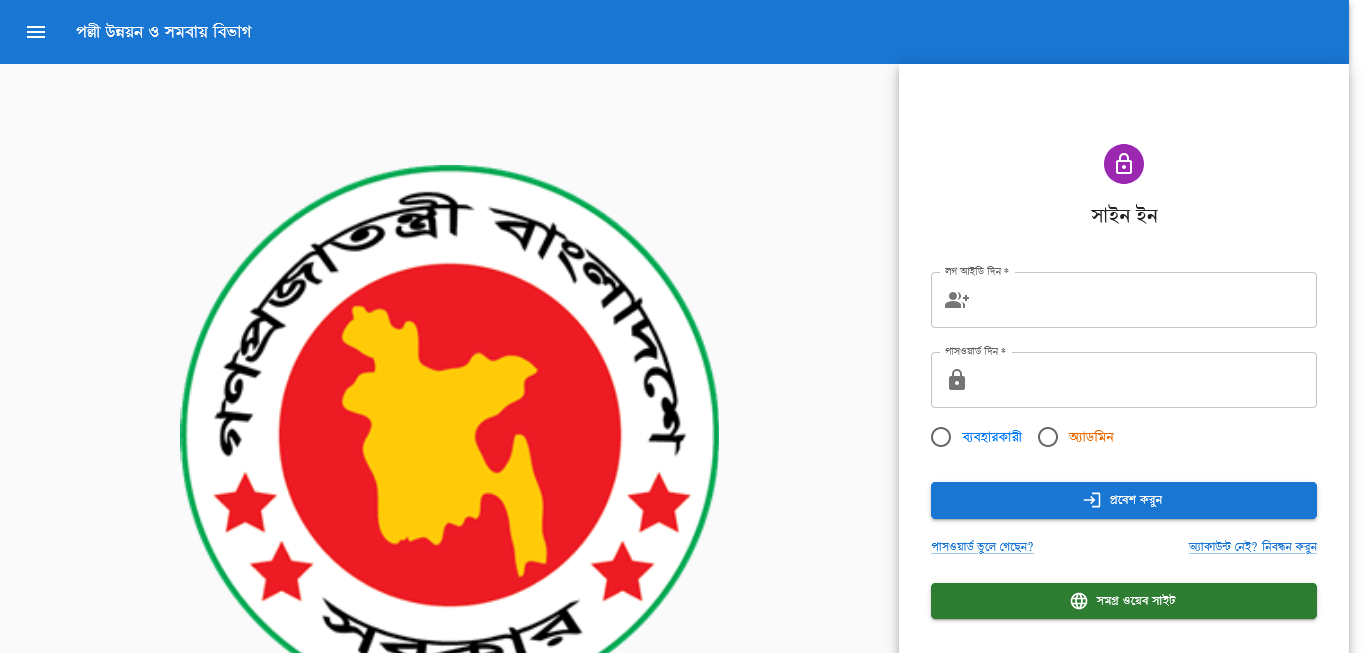 পল্লী উন্নয়ন ও সমবায় বিভাগ
গণপ্রজাতন্ত্রী বাংলাদেশ
সরকার
সাইন ইন
লগ আইডি দিন *
পাসওয়ার্ড দিন *
ব্যবহারকারী অ্যাডমিন
প্রবেশ করুন
পাসওয়ার্ড ভুলে গেছেন? অ্যাকাউন্ট নেই? নিবন্ধন করুন
সমগ্র ওয়েব সাইট